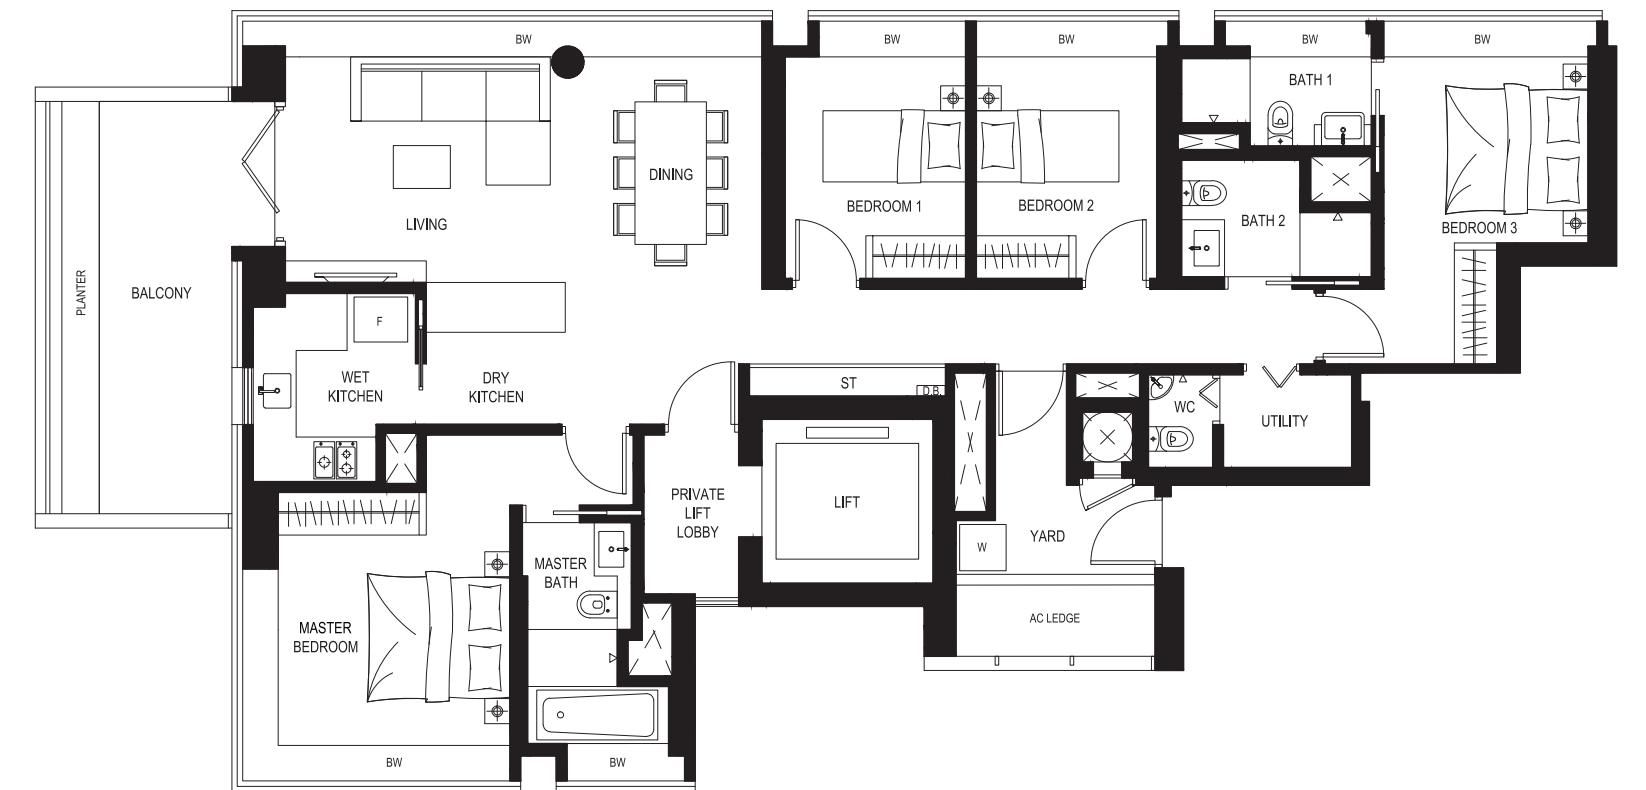 BW
BW
BW
BW
BW
BATH 1
DINING
BEDROOM 1
BEDROOM 2
BATH 2
LIVING
BEDROOM 3
PLANTER
BALCONY
F
WET
KITCHEN
DRY
KITCHEN
ST
D.B.
WC
UTILITY
PRIVATE
LIFT
LOBBY
LIFT
YARD
W
MASTER
BATH
AC LEDGE
MASTER
BEDROOM
BW
BW